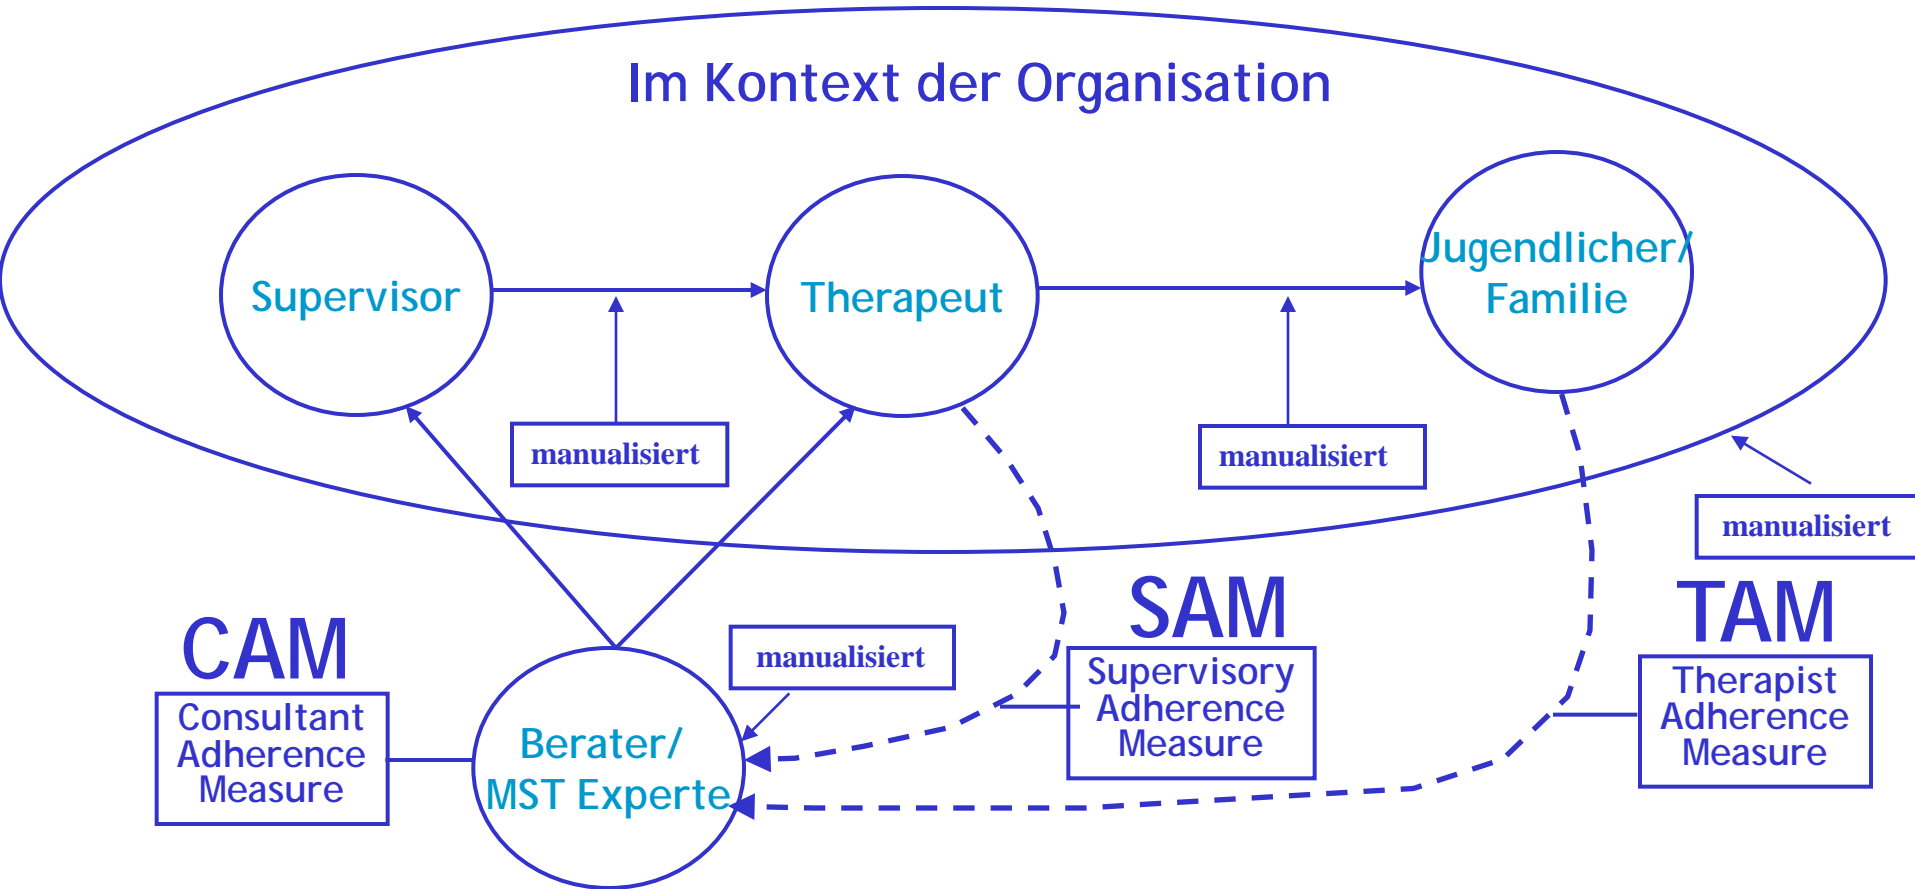 Im Kontext der Organisation
Supervisor
Therapeut
Jugendlicher/
Familie
manualisiert
manualisiert
manualisiert
CAM
Consultant
Adherence
Measure
manualisiert
Berater/
MST Experte
SAM
Supervisory
Adherence
Measure
TAM
Therapist
Adherence
Measure